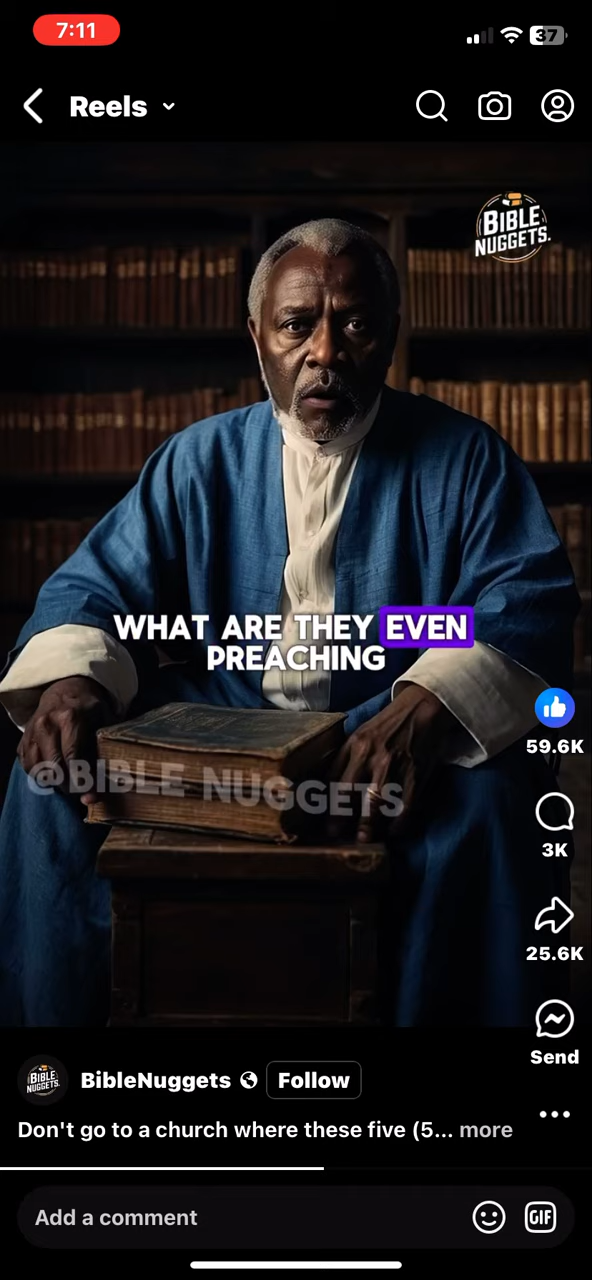 7:11
37
Reels
BIBLE
NUGGETS.
WHAT ARE THEY EVEN
PREACHING
@BIBLE NUGGETS
59.6K
3K
25.6K
Send
BIBLE
NUGGETS.
BibleNuggets
Follow
Don't go to a church where these five (5... more
Add a comment
GIF